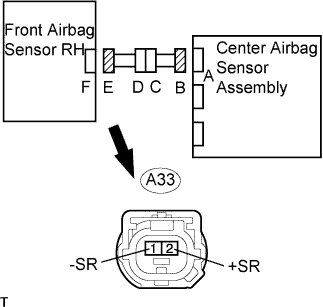 Front Airbag
Sensor RH
Center Airbag
Sensor
Assembly
F E D C B A
A33
1 2
-SR
+SR
T